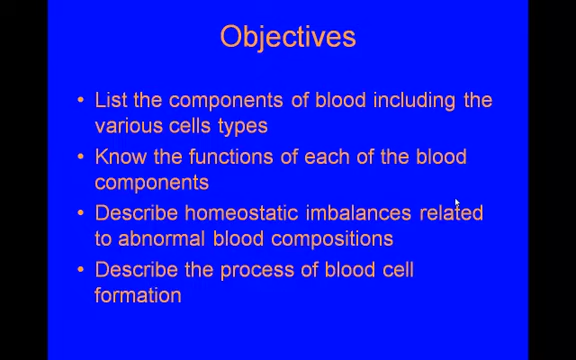 Objectives
• List the components of blood including the
various cells types
• Know the functions of each of the blood
components
• Describe homeostatic imbalances related
to abnormal blood compositions
• Describe the process of blood cell
formation